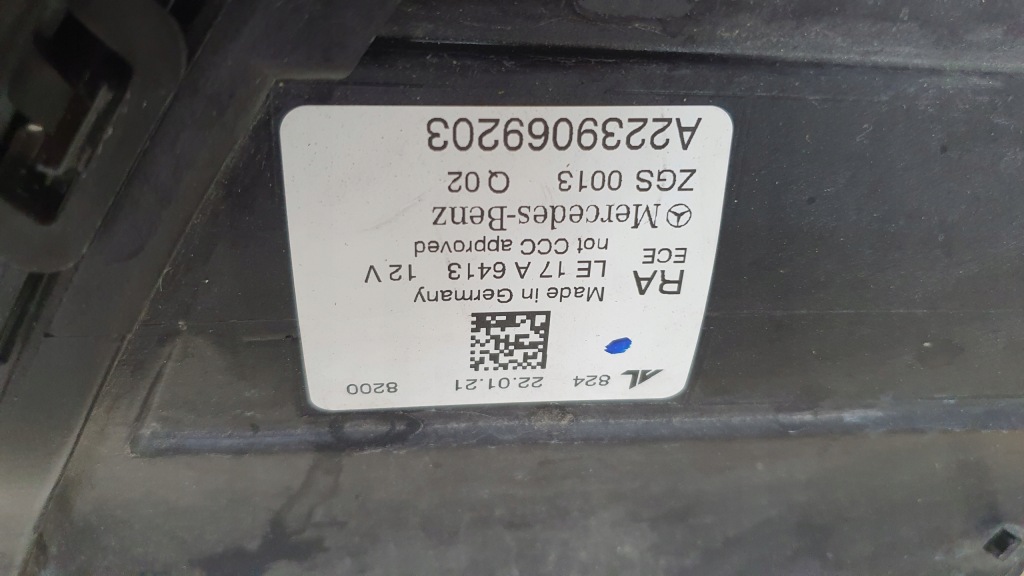 AL 824 22.01.21 8200
Made in Germany
RA LE 17 A 6413 12 V
ECE not CCC approved
Mercedes-Benz
ZGS 0013 Q 02
A2239069203